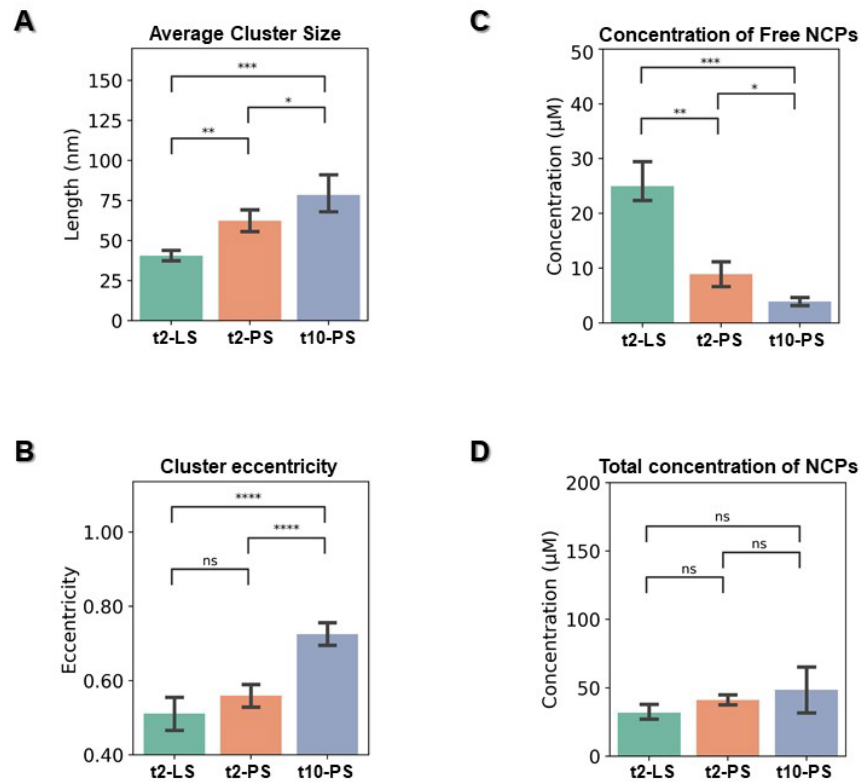 A
Average Cluster Size
Length (nm)
150
125
100
75
50
25
0
***
**
*
t2-LS t2-PS t10-PS
C
Concentration of Free NCPs
Concentration (µM)
50
40
30
20
10
0
***
**
*
t2-LS t2-PS t10-PS
B
Cluster eccentricity
Eccentricity
1.00
0.80
0.60
0.40
****
****
ns
t2-LS t2-PS t10-PS
D
Total concentration of NCPs
Concentration (µM)
200
150
100
50
0
ns
ns
ns
t2-LS t2-PS t10-PS